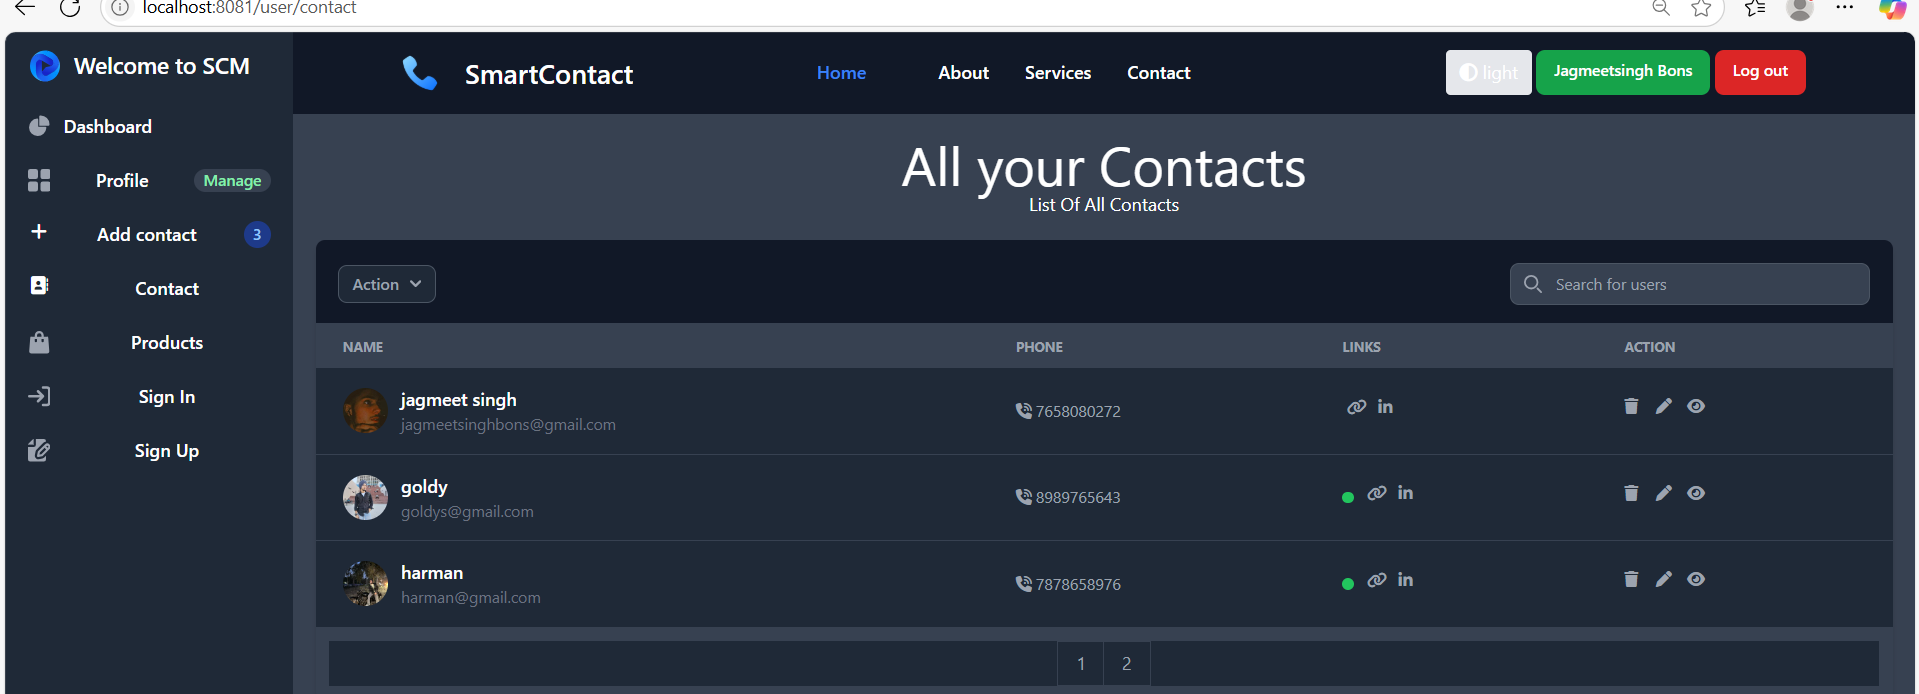 localhost:8081/user/contact
Welcome to SCM
Dashboard
Profile Manage
Add contact 3
Contact
Products
Sign In
Sign Up
SmartContact
Home About Services Contact
light Jagmeetsingh Bons Log out
All your Contacts
List Of All Contacts
Action
Search for users
NAME PHONE LINKS ACTION
jagmeet singh
jagmeetsinghbons@gmail.com
7658080272
in
goldy
goldys@gmail.com
8989765643
in
harman
harman@gmail.com
7878658976
in
1 2